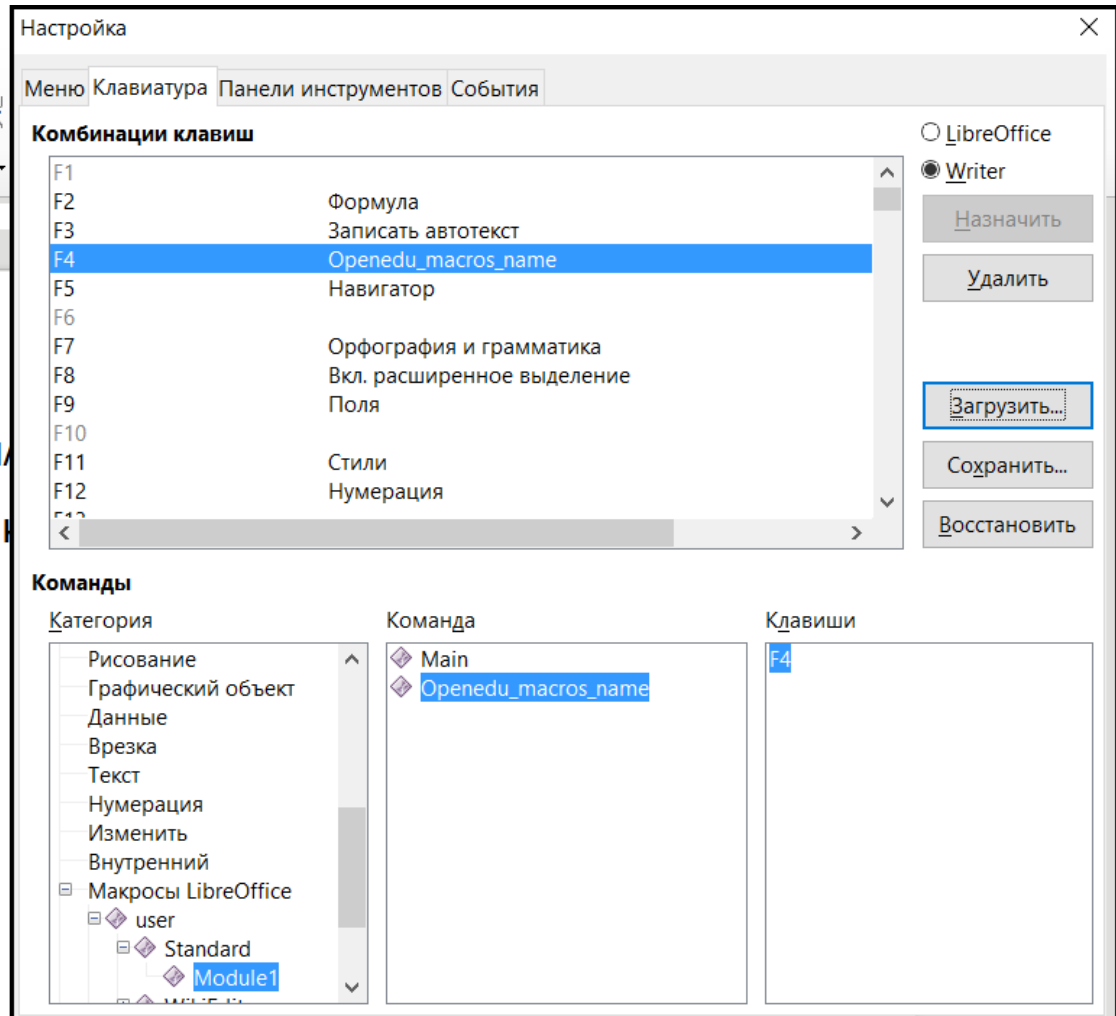 Настройка
Меню Клавиатура Панели инструментов События
Комбинации клавиш
LibreOffice
Writer
F1
F2 Формула
F3 Записать автотекст
F4 Openedu_macros_name
F5 Навигатор
F6
F7 Орфография и грамматика
F8 Вкл. расширенное выделение
F9 Поля
F10
F11 Стили
F12 Нумерация
Назначить
Удалить
Загрузить...
Сохранить...
Восстановить
Команды
Категория
Рисование
Графический объект
Данные
Врезка
Текст
Нумерация
Изменить
Внутренний
Макросы LibreOffice
user
Standard
Module1
Команда
Main
Openedu_macros_name
Клавиши
F4